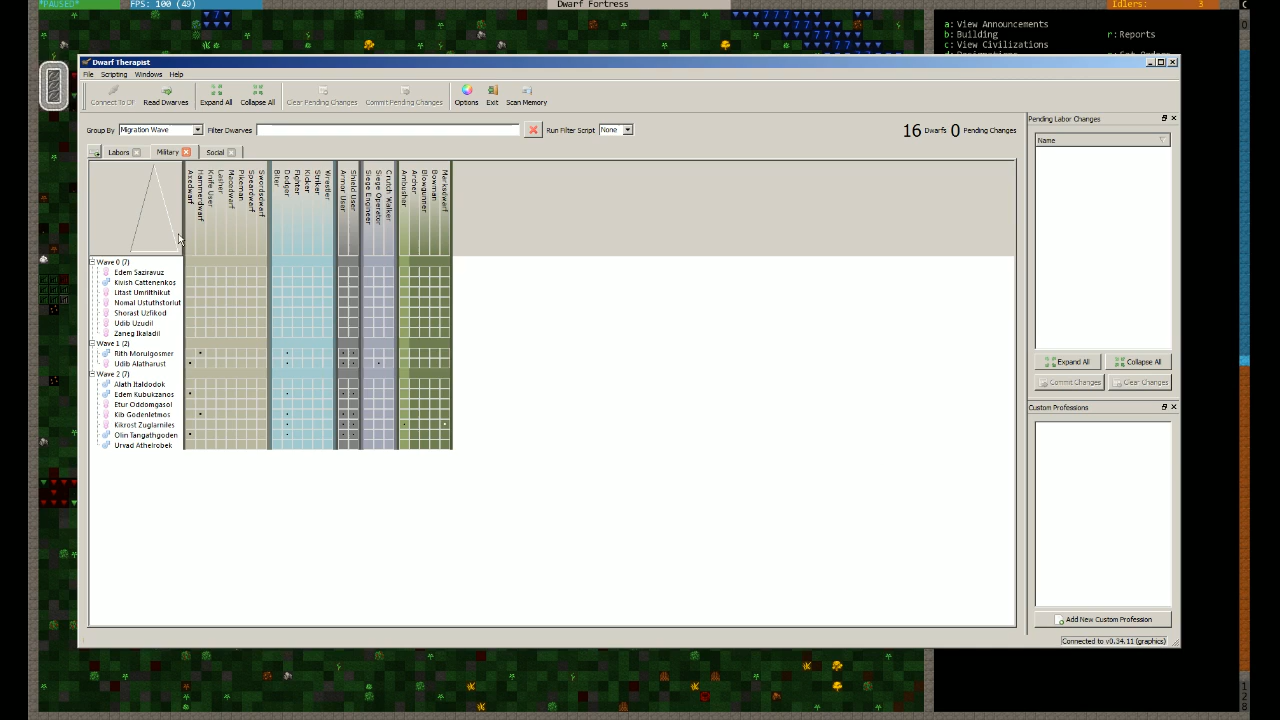 *PAUSED*
FPS: 100 (49)
Dwarf Fortress
Idlers: 3
a: View Announcements
b: Building
r: Reports
c: View Civilizations
Dwarf Therapist
File Scripting Windows Help
Connect To DF
Read Dwarves
Expand All
Collapse All
Clear Pending Changes
Commit Pending Changes
Options
Exit
Scan Memory
Group By
Migration Wave
Filter Dwarves
Run Filter Script
None
16 Dwarfs 0 Pending Changes
Labors
Military
Social
Axedwarf
Hammerdwarf
Knife User
Lasher
Macedwarf
Pikeman
Speardwarf
Swordsdwarf
Biter
Dodger
Fighter
Kicker
Striker
Wrestler
Armor User
Shield User
Siege Engineer
Siege Operator
Crutch Walker
Ambusher
Archer
Blowgunner
Bowman
Marksdwarf
Wave 0 (7)
Edem Saziravuz
Kivish Cattenenkos
Litast Umrilthikut
Nomal Ustuthstoriut
Shorast Uzfikod
Udib Uzudil
Zaneg Ikaladil
Wave 1 (2)
Rith Morulgosmer
Udib Alatharust
Wave 2 (7)
Alath Italdodok
Edem Kubukzanos
Etur Oddomgasol
Kib Godenletmos
Kikrost Zuglarniles
Olin Tangathgoden
Urvad Athelrobek
Pending Labor Changes
Name
Expand All
Collapse All
Commit Changes
Clear Changes
Custom Professions
Add New Custom Profession
Connected to v0.34.11 (graphics)